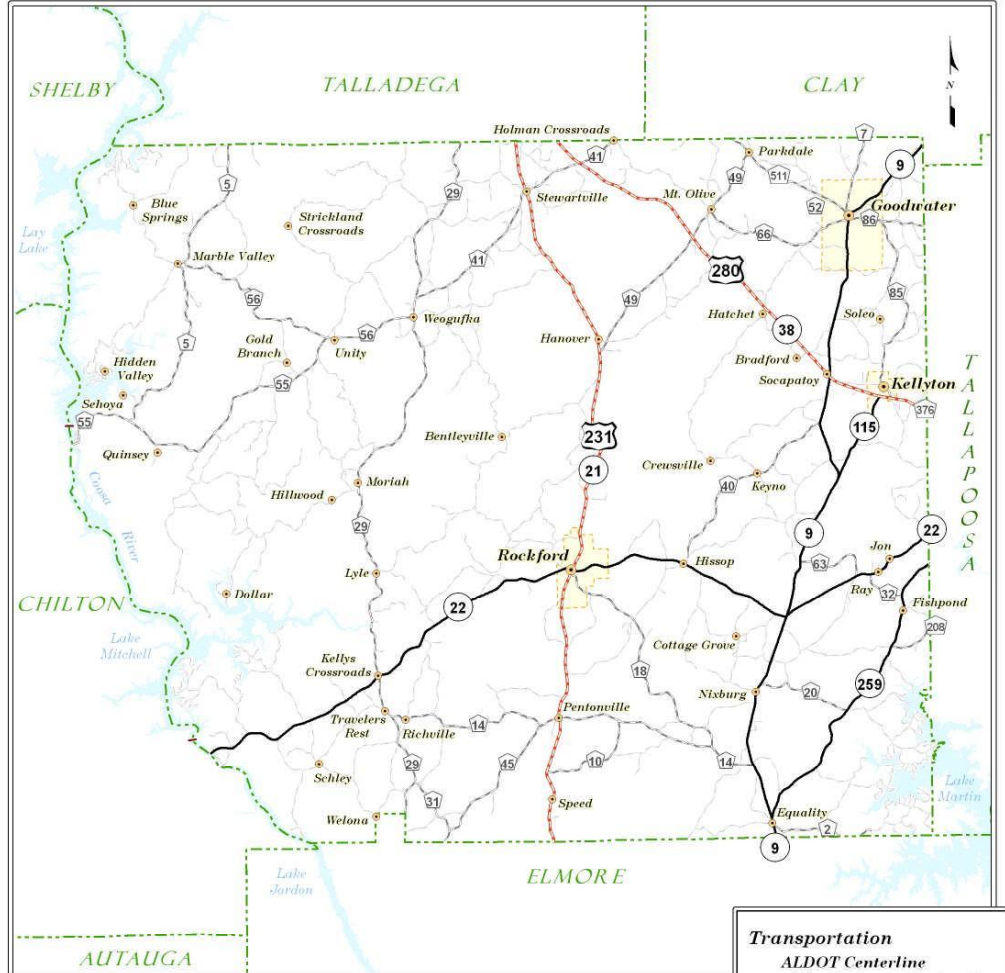 SHELBY
TALLADEGA
CLAY
N
Holman Crossroads
7
41
Parkdale
9
5
29
49
511
Blue
Springs
Stewartville
Mt. Olive
52
Goodwater
Strickland
Crossroads
86
Lay
Lake
66
Marble Valley
41
280
56
49
85
Hatchet
Soleo
Weogufka
38
56
5
Gold
Branch
Unity
Hanover
Bradford
Hidden
Valley
Socapatoy
Kellyton
55
Sehoya
376
55
115
231
Bentleyville
Quinsey
21
Crewsville
Keyno
Moriah
40
Hillwood
TALLAPOOSA
Coosa
River
29
9
22
Rockford
Jon
Hissop
63
Lyle
Ray
32
Dollar
Fishpond
CHILTON
22
208
Lake
Mitchell
Cottage Grove
Kellys
Crossroads
18
259
Nixburg
20
Travelers
Rest
Richville
14
Pentonville
29
45
10
14
Schley
31
Speed
Lake
Martin
Welona
Equality
2
9
Lake
Jordon
ELMORE
Transportation
ALDOT Centerline
AUTAUGA